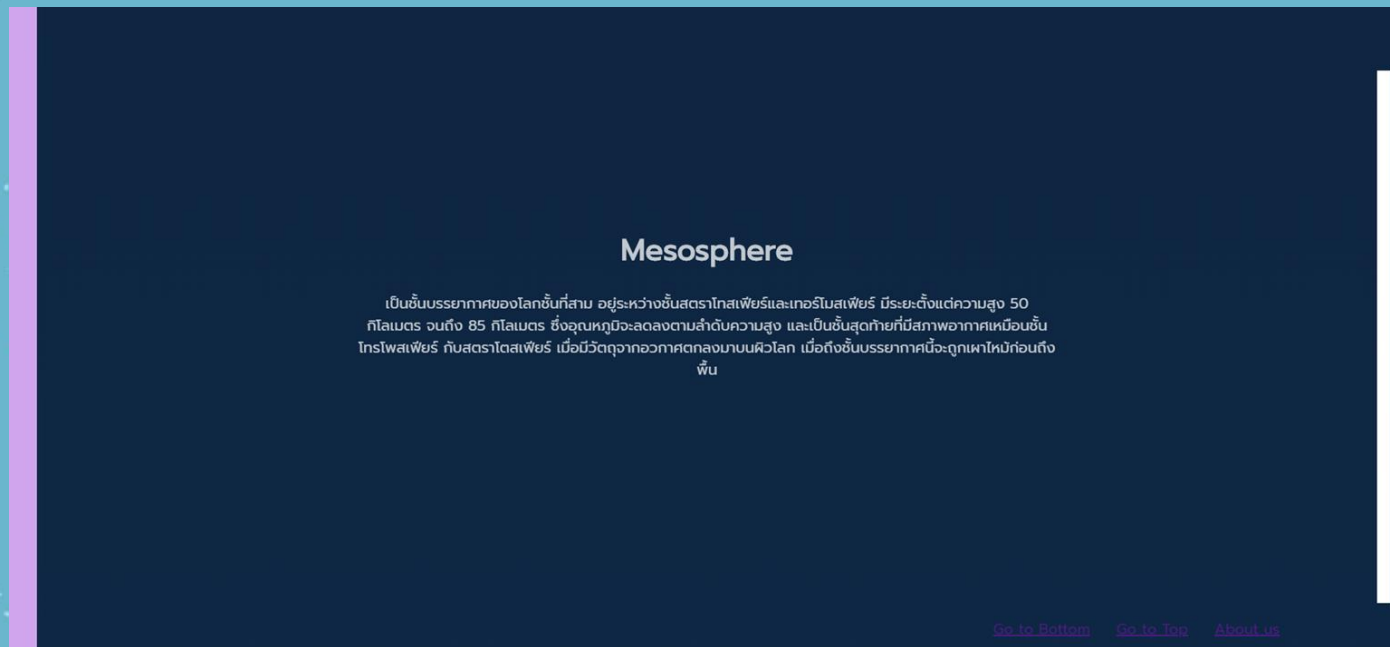 Mesosphere
เป็นชั้นบรรยากาศของโลกชั้นที่สาม อยู่ระหว่างชั้นสตราโทสเฟียร์และเทอร์โมสเฟียร์ มีระยะตั้งแต่ความสูง 50
กิโลเมตร จนถึง 85 กิโลเมตร ซึ่งอุณหภูมิจะลดลงตามลำดับความสูง และเป็นชั้นสุดท้ายที่มีสภาพอากาศเหมือนชั้น
โทรโพสเฟียร์ กับสตราโตสเฟียร์ เมื่อมีวัตถุจากอวกาศตกลงมาบนผิวโลก เมื่อถึงชั้นบรรยากาศนี้จะถูกเผาไหม้ก่อนถึง
พื้น
Go to Bottom Go to Top About us